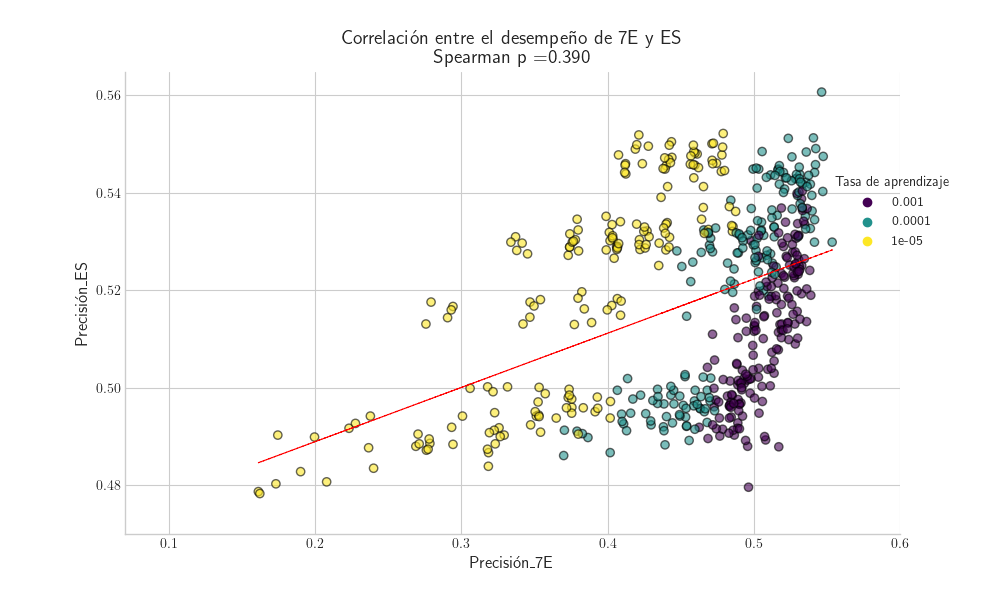 Correlación entre el desempeño de 7E y ES
Spearman p =0.390
0.56
0.54
0.52
0.50
0.48
Precisión_ES
Tasa de aprendizaje
0.001
0.0001
1e-05
0.1
0.2
0.3
0.4
0.5
0.6
Precisión_7E